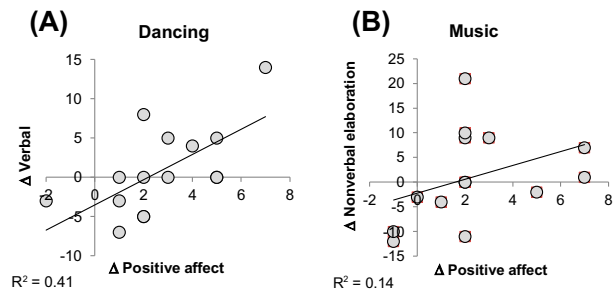 (A)
Dancing
15
10
5
0
-5
-10
-2
0
2
4
6
8
Δ Verbal
Δ Positive affect
R² = 0.41
(B)
Music
25
20
15
10
5
0
-5
-10
-15
-2
0
2
4
6
8
Δ Nonverbal elaboration
Δ Positive affect
R² = 0.14